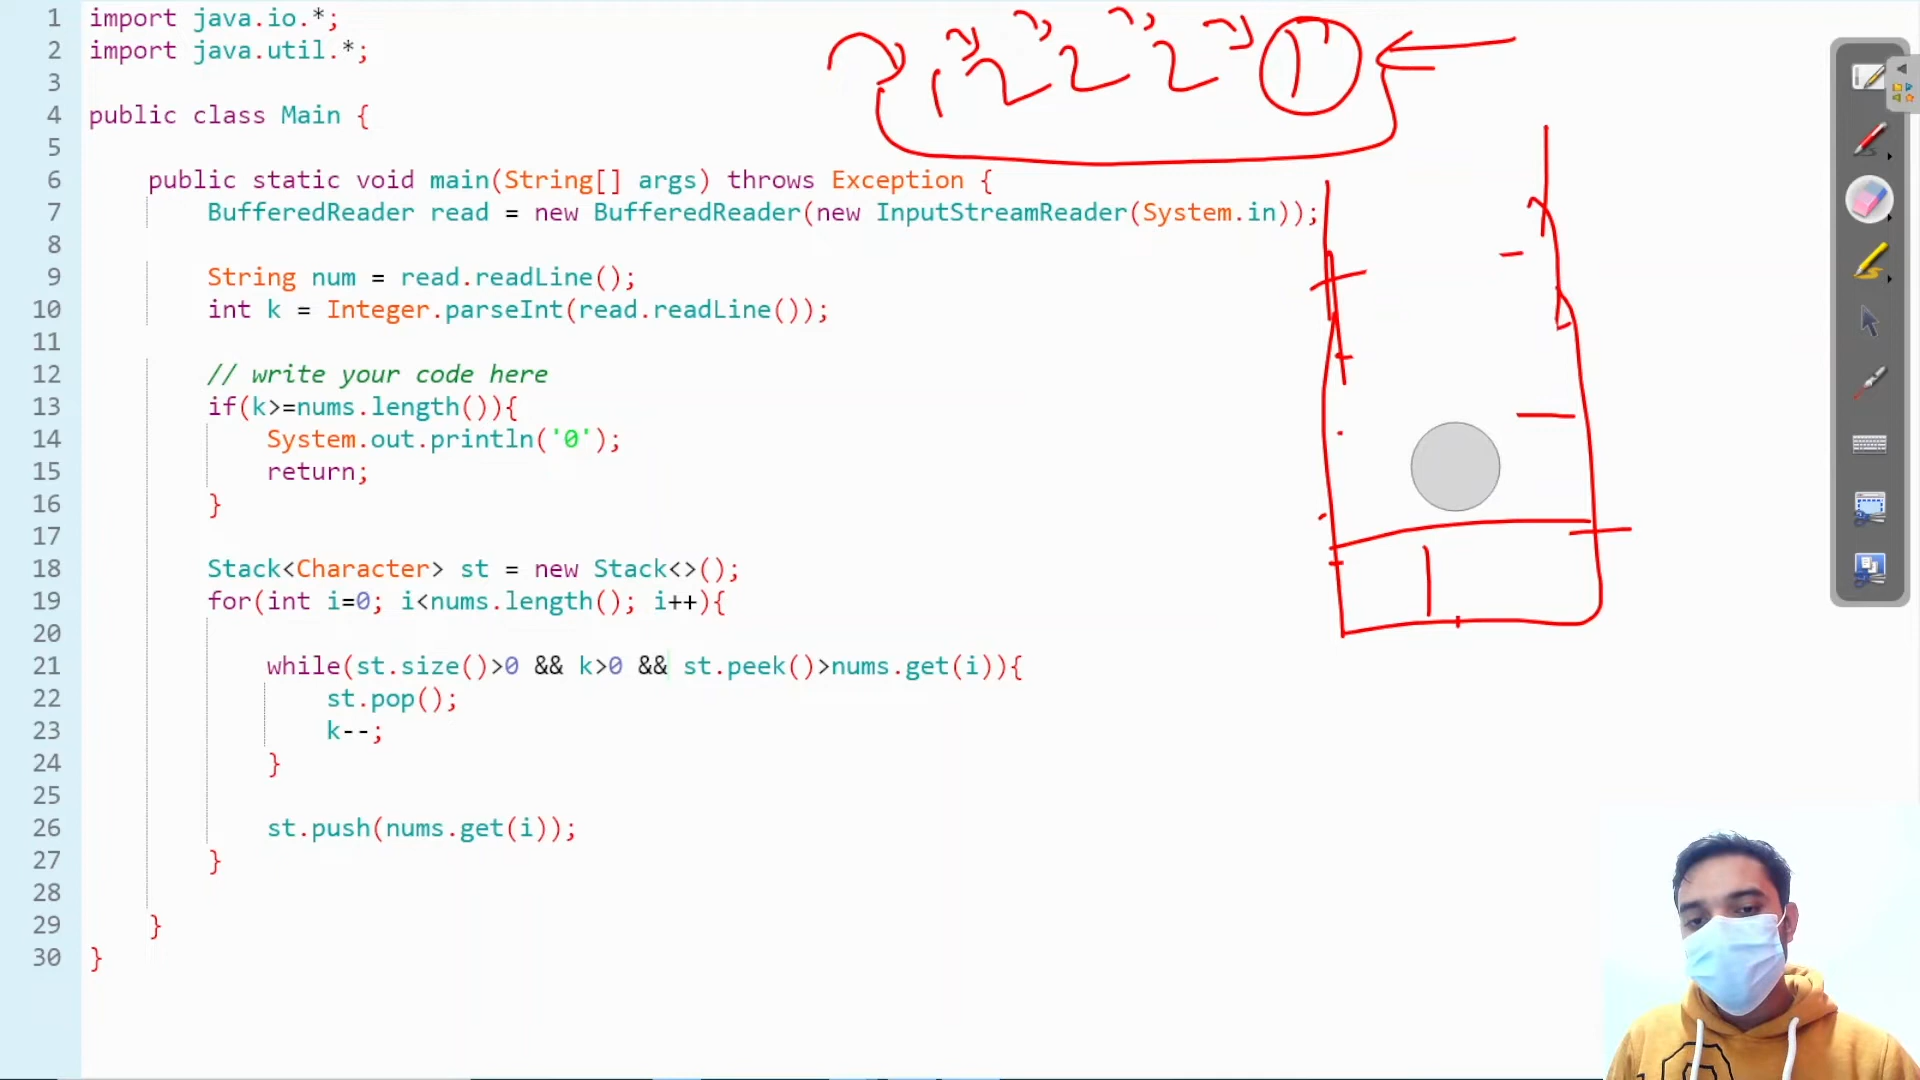 1 import java.io.*;
2 import java.util.*;
3
4 public class Main {
5
6 public static void main(String[] args) throws Exception {
7 BufferedReader read = new BufferedReader(new InputStreamReader(System.in));
8
9 String num = read.readLine();
10 int k = Integer.parseInt(read.readLine());
11
12 // write your code here
13 if(k>=nums.length()){
14 System.out.println('0');
15 return;
16 }
17
18 Stack<Character> st = new Stack<>();
19 for(int i=0; i<nums.length(); i++){
20
21 while(st.size()>0 && k>0 && st.peek()>nums.get(i)){
22 st.pop();
23 k--;
24 }
25
26 st.push(nums.get(i));
27 }
28
29 }
30 }
1 2 2 2 1